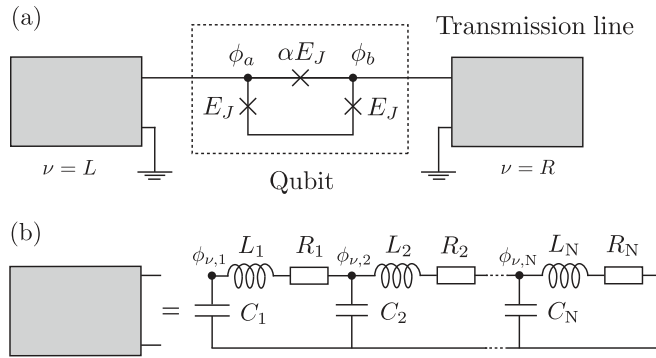 (a)
Transmission line
ϕ_a αE_J ϕ_b
E_J E_J
ν = L Qubit ν = R
(b)
ϕ_{ν,1} L_1 R_1 ϕ_{ν,2} L_2 R_2 ϕ_{ν,N} L_N R_N
= C_1 C_2 C_N